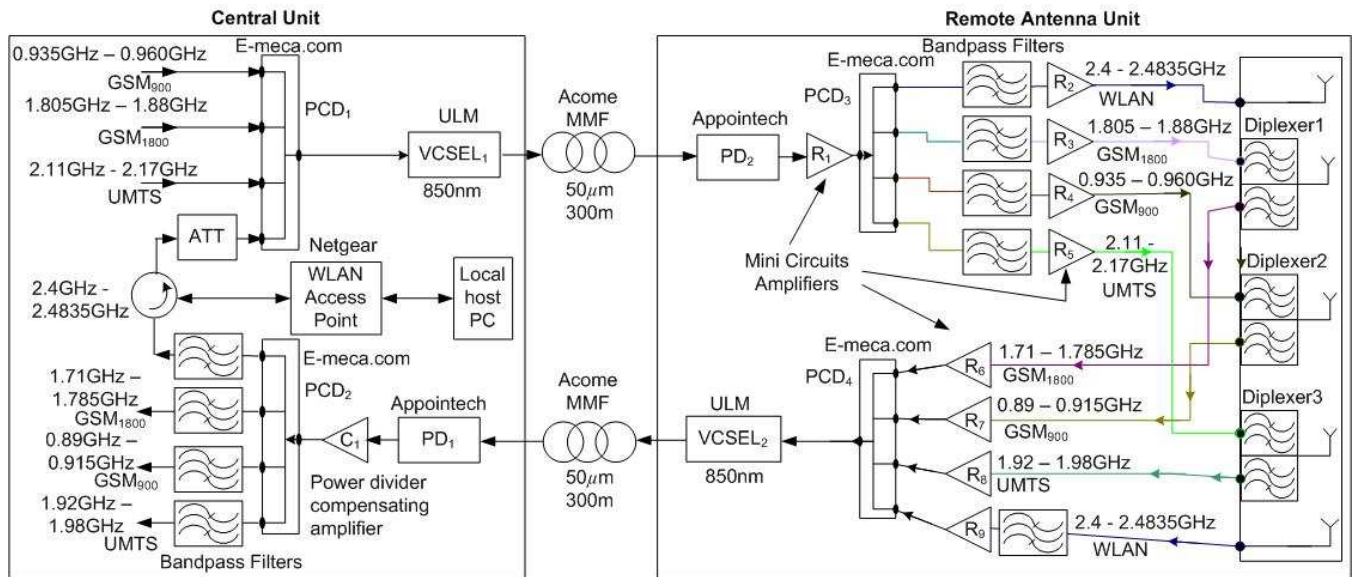 Central Unit
E-meca.com
0.935GHz – 0.960GHz
GSM900
1.805GHz – 1.88GHz
GSM1800
2.11GHz - 2.17GHz
UMTS
PCD1
ATT
2.4GHz -
2.4835GHz
Netgear
WLAN
Access
Point
Local
host
PC
E-meca.com
PCD2
1.71GHz –
1.785GHz
GSM1800
0.89GHz –
0.915GHz
GSM900
1.92GHz –
1.98GHz
UMTS
Bandpass Filters
C1
Power divider
compensating
amplifier
Appointech
PD1
ULM
VCSEL1
850nm
Acome
MMF
50μm
300m
Acome
MMF
50μm
300m
Remote Antenna Unit
Bandpass Filters
E-meca.com
PCD3
Appointech
PD2
R1
R2
2.4 - 2.4835GHz
WLAN
R3
1.805 – 1.88GHz
GSM1800
R4
0.935 – 0.960GHz
GSM900
R5
2.11 -
2.17GHz
UMTS
Mini Circuits
Amplifiers
Diplexer1
Diplexer2
Diplexer3
E-meca.com
PCD4
ULM
VCSEL2
850nm
R6
1.71 – 1.785GHz
GSM1800
R7
0.89 – 0.915GHz
GSM900
R8
1.92 – 1.98GHz
UMTS
R9
2.4 - 2.4835GHz
WLAN